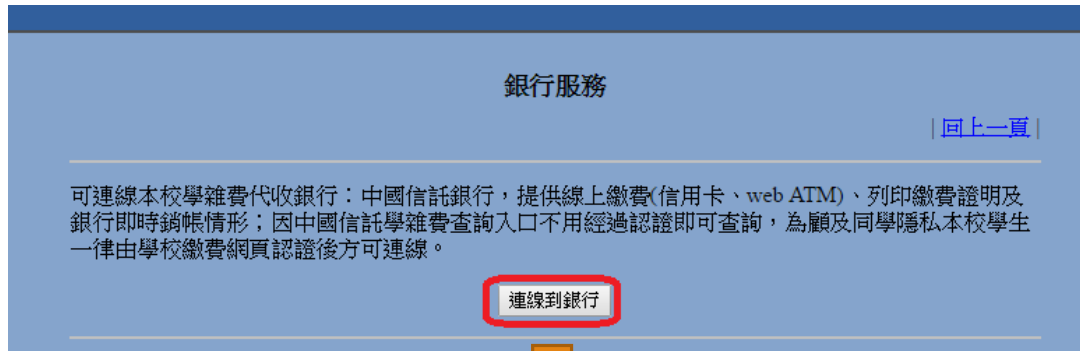 銀行服務
|回上一頁|
可連線本校學雜費代收銀行：中國信託銀行，提供線上繳費(信用卡、web ATM)、列印繳費證明及
銀行即時銷帳情形；因中國信託學雜費查詢入口不用經過認證即可查詢，為顧及同學隱私本校學生
一律由學校繳費網頁認證後方可連線。
連線到銀行